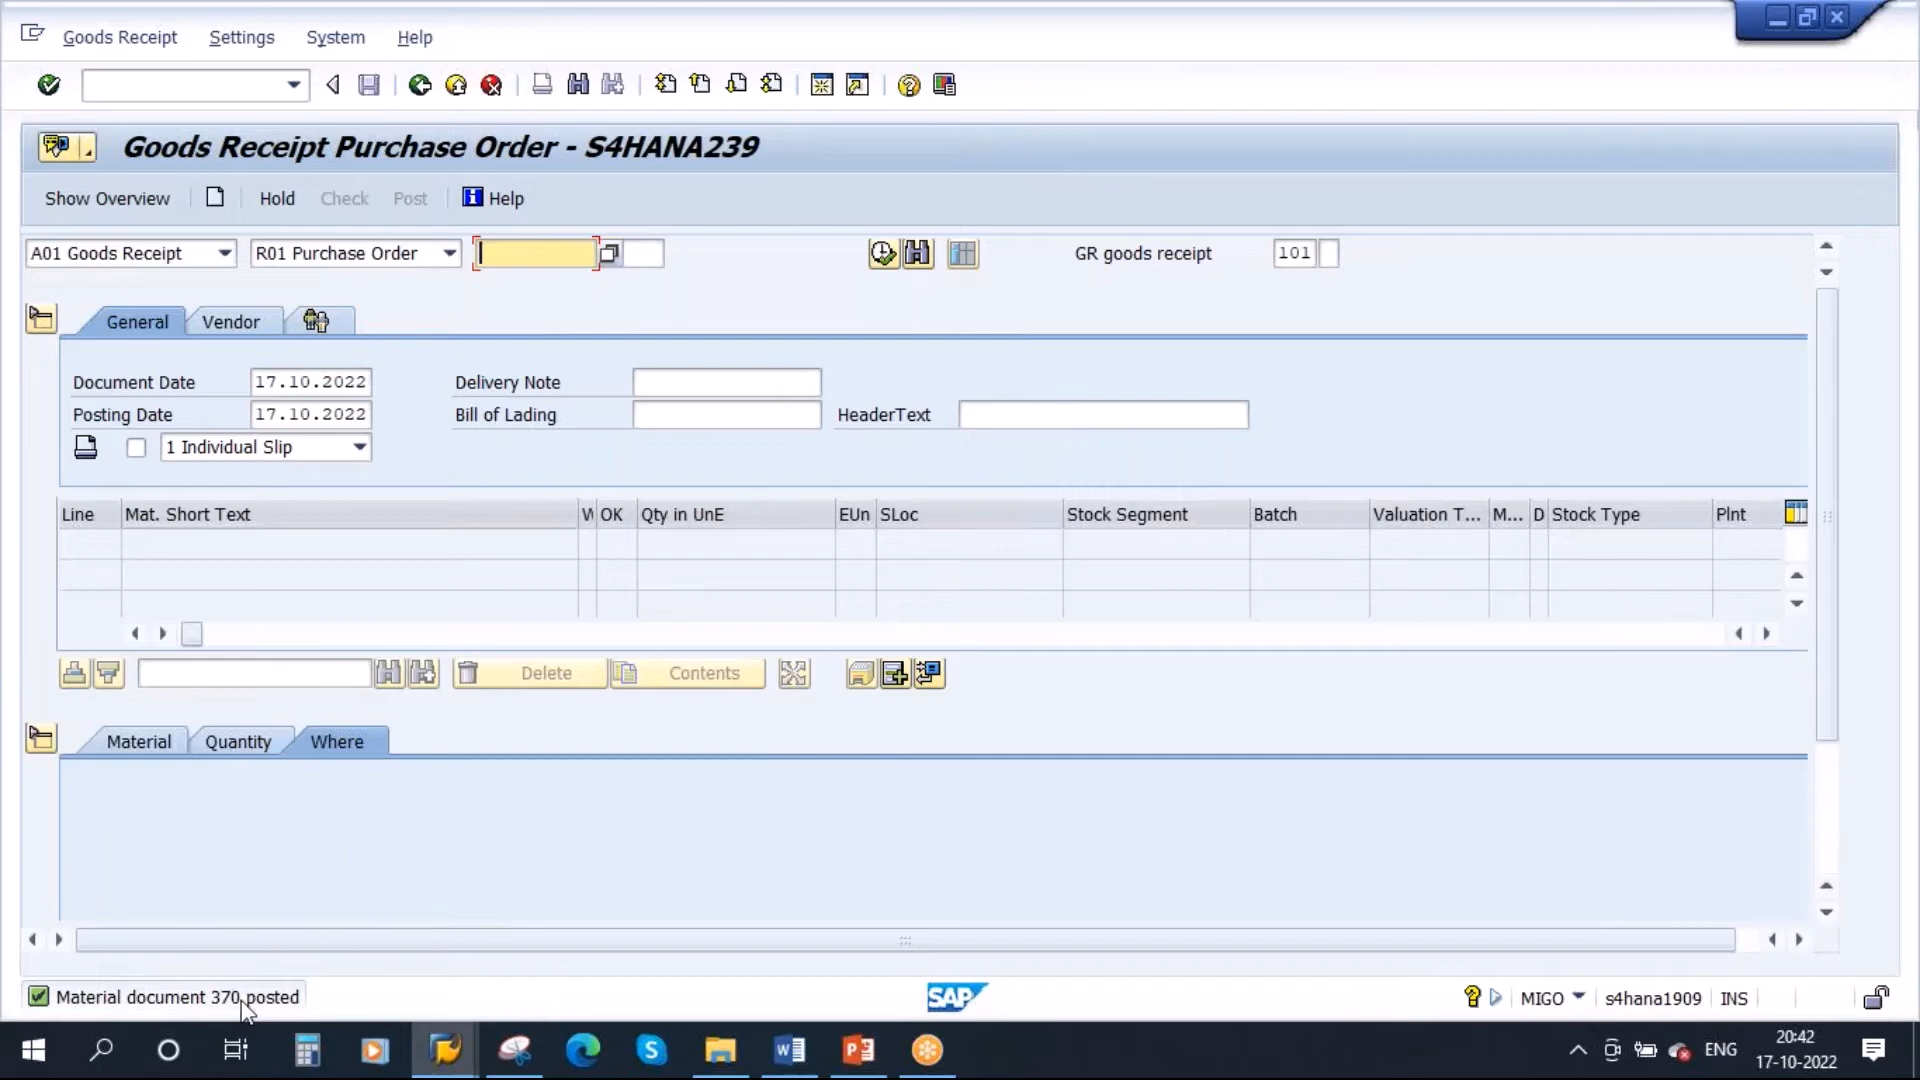 Goods Receipt Settings System Help
Goods Receipt Purchase Order - S4HANA239
Show Overview Hold Check Post Help
A01 Goods Receipt R01 Purchase Order GR goods receipt 101
General Vendor
Document Date 17.10.2022 Delivery Note
Posting Date 17.10.2022 Bill of Lading HeaderText
1 Individual Slip
Line Mat. Short Text OK Qty in UnE EUn SLoc Stock Segment Batch Valuation T... M... D Stock Type Plnt
Delete Contents
Material Quantity Where
Material document 370 posted SAP MIGO s4hana1909 INS
ENG 20:42
17-10-2022